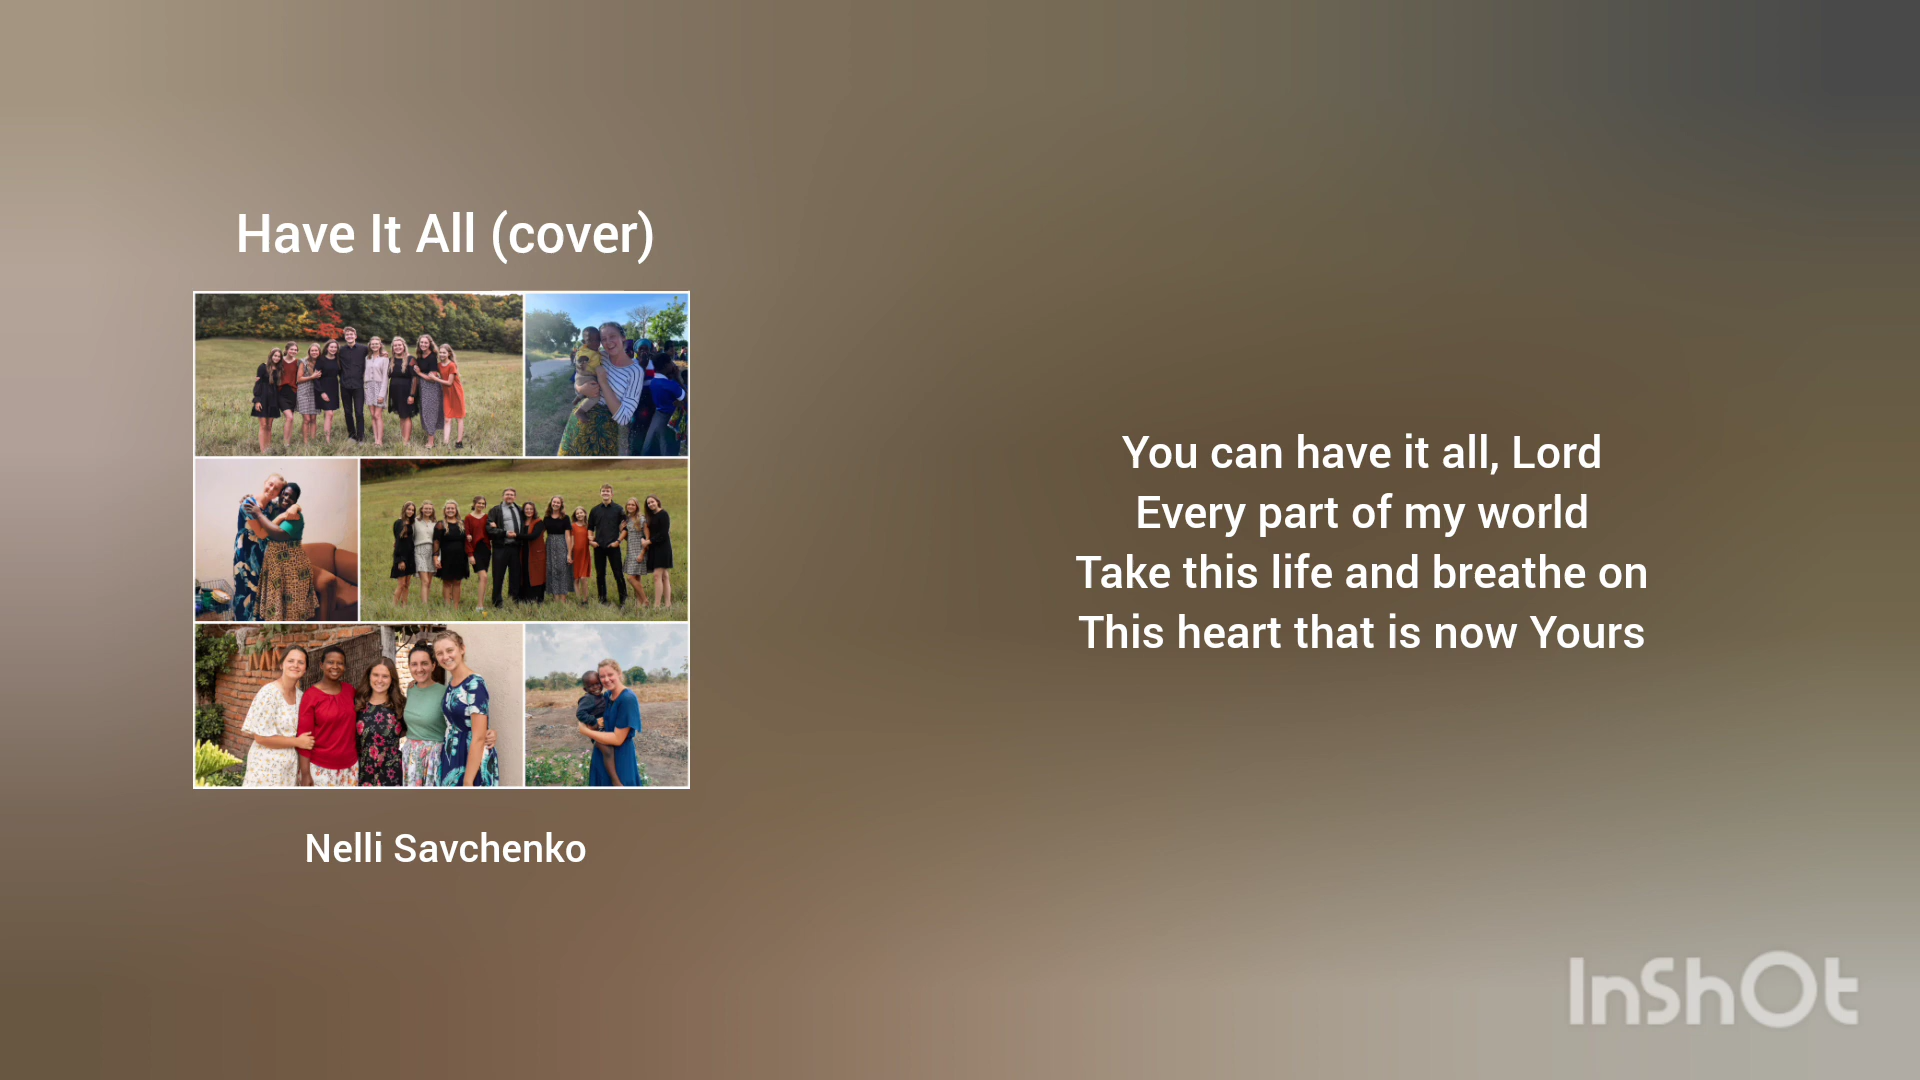 Have It All (cover)
Nelli Savchenko
You can have it all, Lord
Every part of my world
Take this life and breathe on
This heart that is now Yours
InShOt